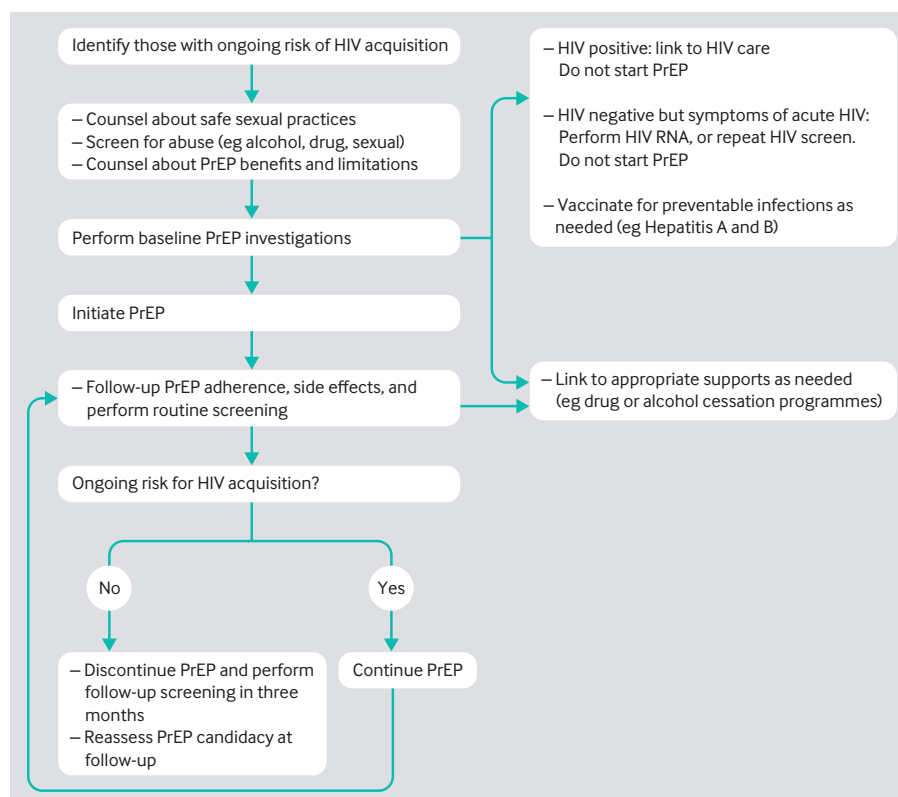 Identify those with ongoing risk of HIV acquisition
– Counsel about safe sexual practices
– Screen for abuse (eg alcohol, drug, sexual)
– Counsel about PrEP benefits and limitations
Perform baseline PrEP investigations
– HIV positive: link to HIV care
Do not start PrEP
– HIV negative but symptoms of acute HIV:
Perform HIV RNA, or repeat HIV screen.
Do not start PrEP
– Vaccinate for preventable infections as
needed (eg Hepatitis A and B)
Initiate PrEP
– Follow-up PrEP adherence, side effects, and
perform routine screening
– Link to appropriate supports as needed
(eg drug or alcohol cessation programmes)
Ongoing risk for HIV acquisition?
No
Yes
– Discontinue PrEP and perform
follow-up screening in three
months
– Reassess PrEP candidacy at
follow-up
Continue PrEP